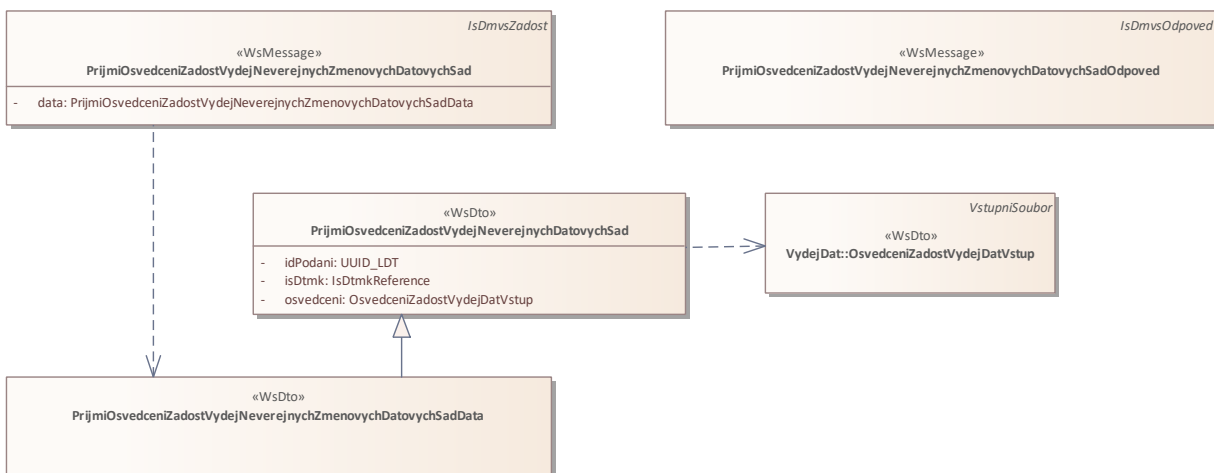 IsDmvsZadost
«WsMessage»
PrijmiOsvedceniZadostVydejNeverejnychZmenovychDatovychSad
- data: PrijmiOsvedceniZadostVydejNeverejnychZmenovychDatovychSadData
IsDmvsOdpoved
«WsMessage»
PrijmiOsvedceniZadostVydejNeverejnychZmenovychDatovychSadOdpoved
«WsDto»
PrijmiOsvedceniZadostVydejNeverejnychDatovychSad
- idPodani: UUID_LDT
- isDtmk: IsDtmkReference
- osvedceni: OsvedceniZadostVydejDatVstup
VstupniSoubor
«WsDto»
VydejDat::OsvedceniZadostVydejDatVstup
«WsDto»
PrijmiOsvedceniZadostVydejNeverejnychZmenovychDatovychSadData